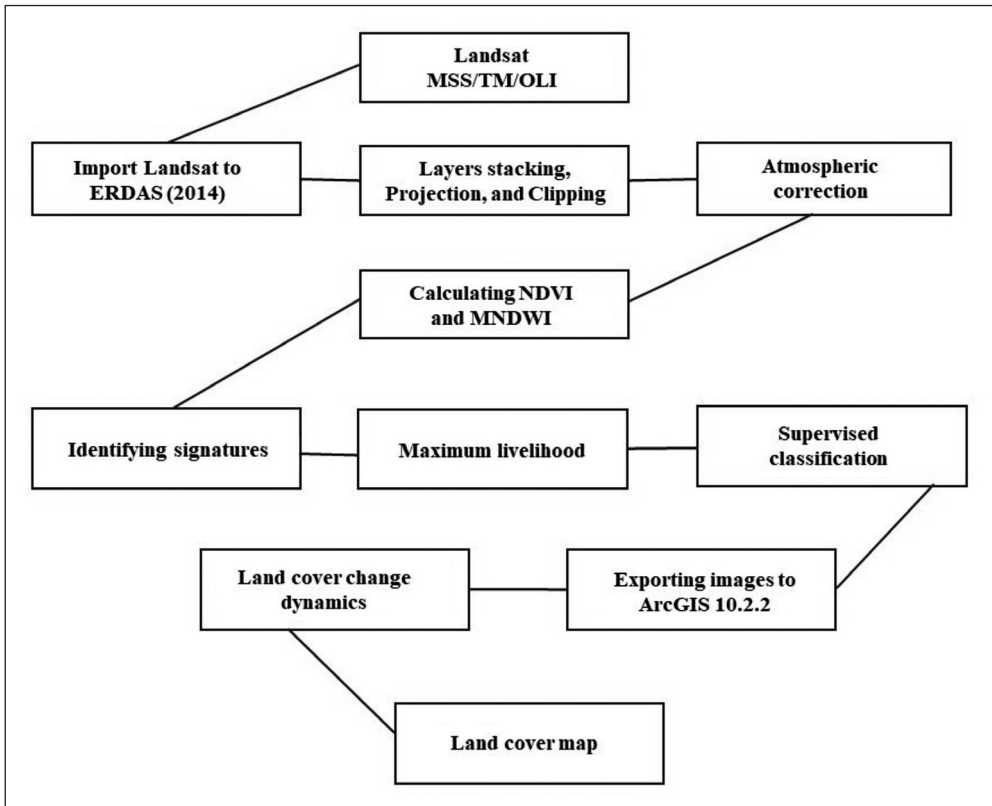 Landsat
MSS/TM/OLI
Import Landsat to
ERDAS (2014)
Layers stacking,
Projection, and Clipping
Atmospheric
correction
Calculating NDVI
and MNDWI
Identifying signatures
Maximum livelihood
Supervised
classification
Land cover change
dynamics
Exporting images to
ArcGIS 10.2.2
Land cover map